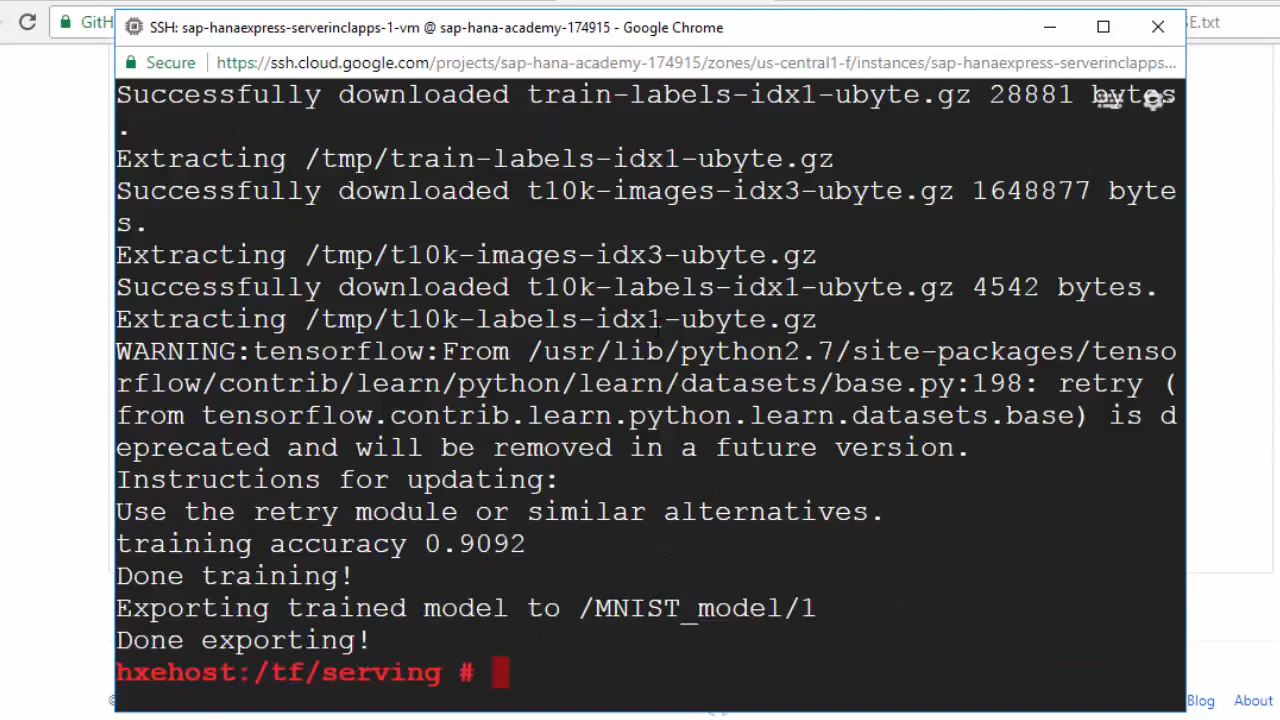 GitH
SSH: sap-hanaexpress-serverinclapps-1-vm @ sap-hana-academy-174915 - Google Chrome
SE.txt
Secure
https://ssh.cloud.google.com/projects/sap-hana-academy-174915/zones/us-central1-f/instances/sap-hanaexpress-serverinclapps...
Successfully downloaded train-labels-idx1-ubyte.gz 28881 bytes
.
Extracting /tmp/train-labels-idx1-ubyte.gz
Successfully downloaded t10k-images-idx3-ubyte.gz 1648877 byte
s.
Extracting /tmp/t10k-images-idx3-ubyte.gz
Successfully downloaded t10k-labels-idx1-ubyte.gz 4542 bytes.
Extracting /tmp/t10k-labels-idx1-ubyte.gz
WARNING:tensorflow:From /usr/lib/python2.7/site-packages/tenso
rflow/contrib/learn/python/learn/datasets/base.py:198: retry (
from tensorflow.contrib.learn.python.learn.datasets.base) is d
eprecated and will be removed in a future version.
Instructions for updating:
Use the retry module or similar alternatives.
training accuracy 0.9092
Done training!
Exporting trained model to /MNIST_model/1
Done exporting!
hxehost:/tf/serving #
Blog About